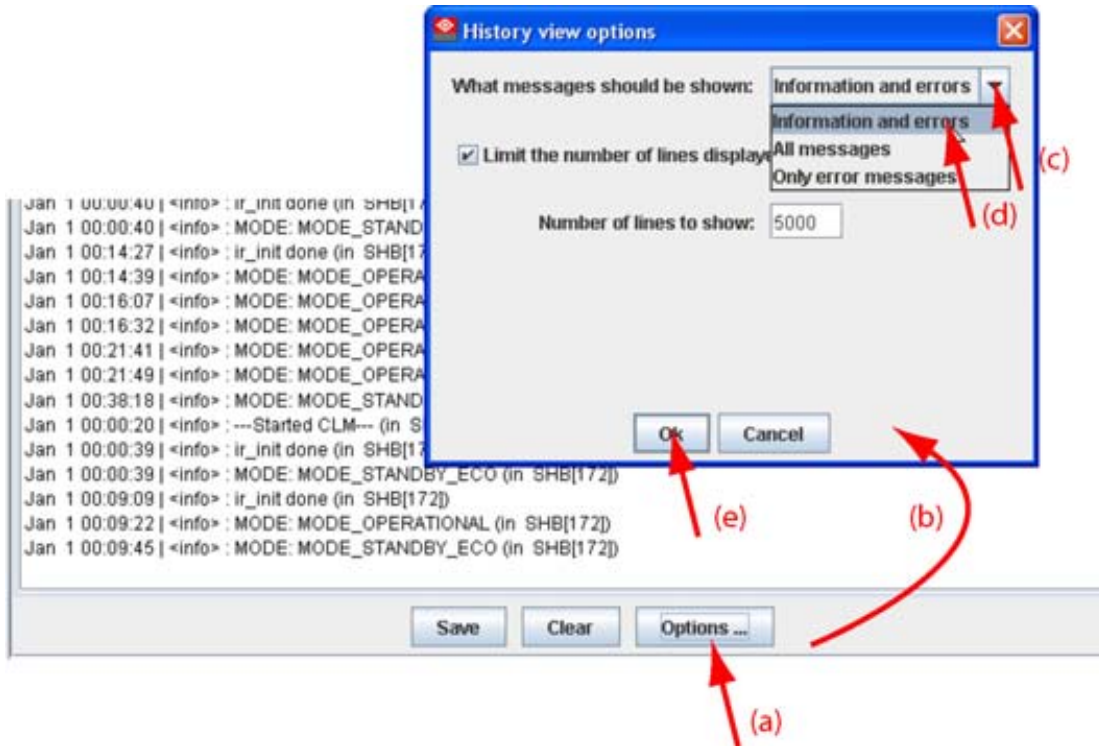 History view options
What messages should be shown: Information and errors
Information and errors
All messages
Only error messages
Limit the number of lines displaye
Number of lines to show: 5000
Ok Cancel
(c)
(d)
(e)
(b)
Jan 1 00:00:40 | <info> : ir_init done (in SHB[17
Jan 1 00:00:40 | <info> : MODE: MODE_STAND
Jan 1 00:14:27 | <info> : ir_init done (in SHB[17
Jan 1 00:14:39 | <info> : MODE: MODE_OPERA
Jan 1 00:16:07 | <info> : MODE: MODE_OPERA
Jan 1 00:16:32 | <info> : MODE: MODE_OPERA
Jan 1 00:21:41 | <info> : MODE: MODE_OPERA
Jan 1 00:21:49 | <info> : MODE: MODE_OPERA
Jan 1 00:38:18 | <info> : MODE: MODE_STAND
Jan 1 00:00:20 | <info> : ---Started CLM--- (in S
Jan 1 00:00:39 | <info> : ir_init done (in SHB[17
Jan 1 00:00:39 | <info> : MODE: MODE_STANDBY_ECO (in SHB[172])
Jan 1 00:09:09 | <info> : ir_init done (in SHB[172])
Jan 1 00:09:22 | <info> : MODE: MODE_OPERATIONAL (in SHB[172])
Jan 1 00:09:45 | <info> : MODE: MODE_STANDBY_ECO (in SHB[172])
Save Clear Options ...
(a)